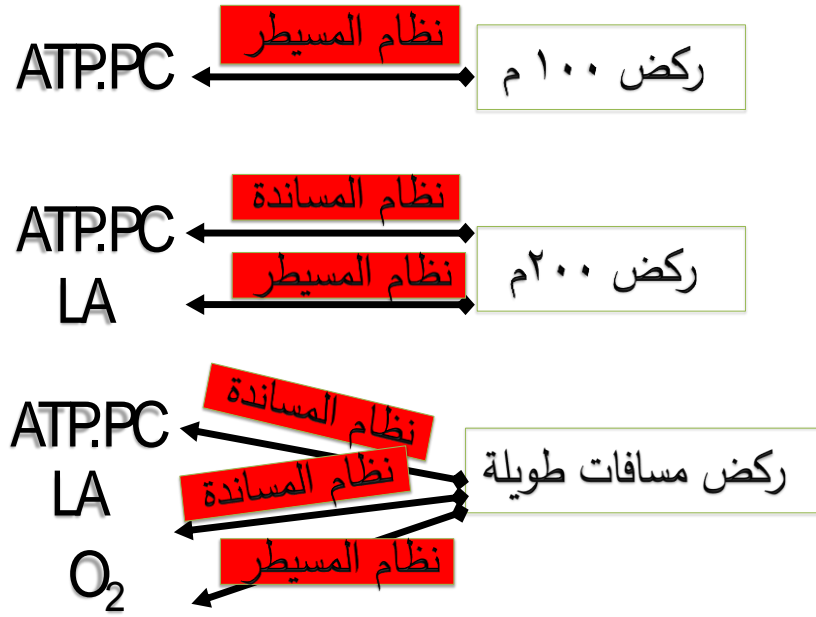 نظام المسيطر
ركض ١٠٠ م
ATP.PC
نظام المساندة
ATP.PC
ركض ٢٠٠م
نظام المسيطر
LA
نظام المساندة
ATP.PC
ركض مسافات طويلة
نظام المساندة
LA
نظام المسيطر
O₂